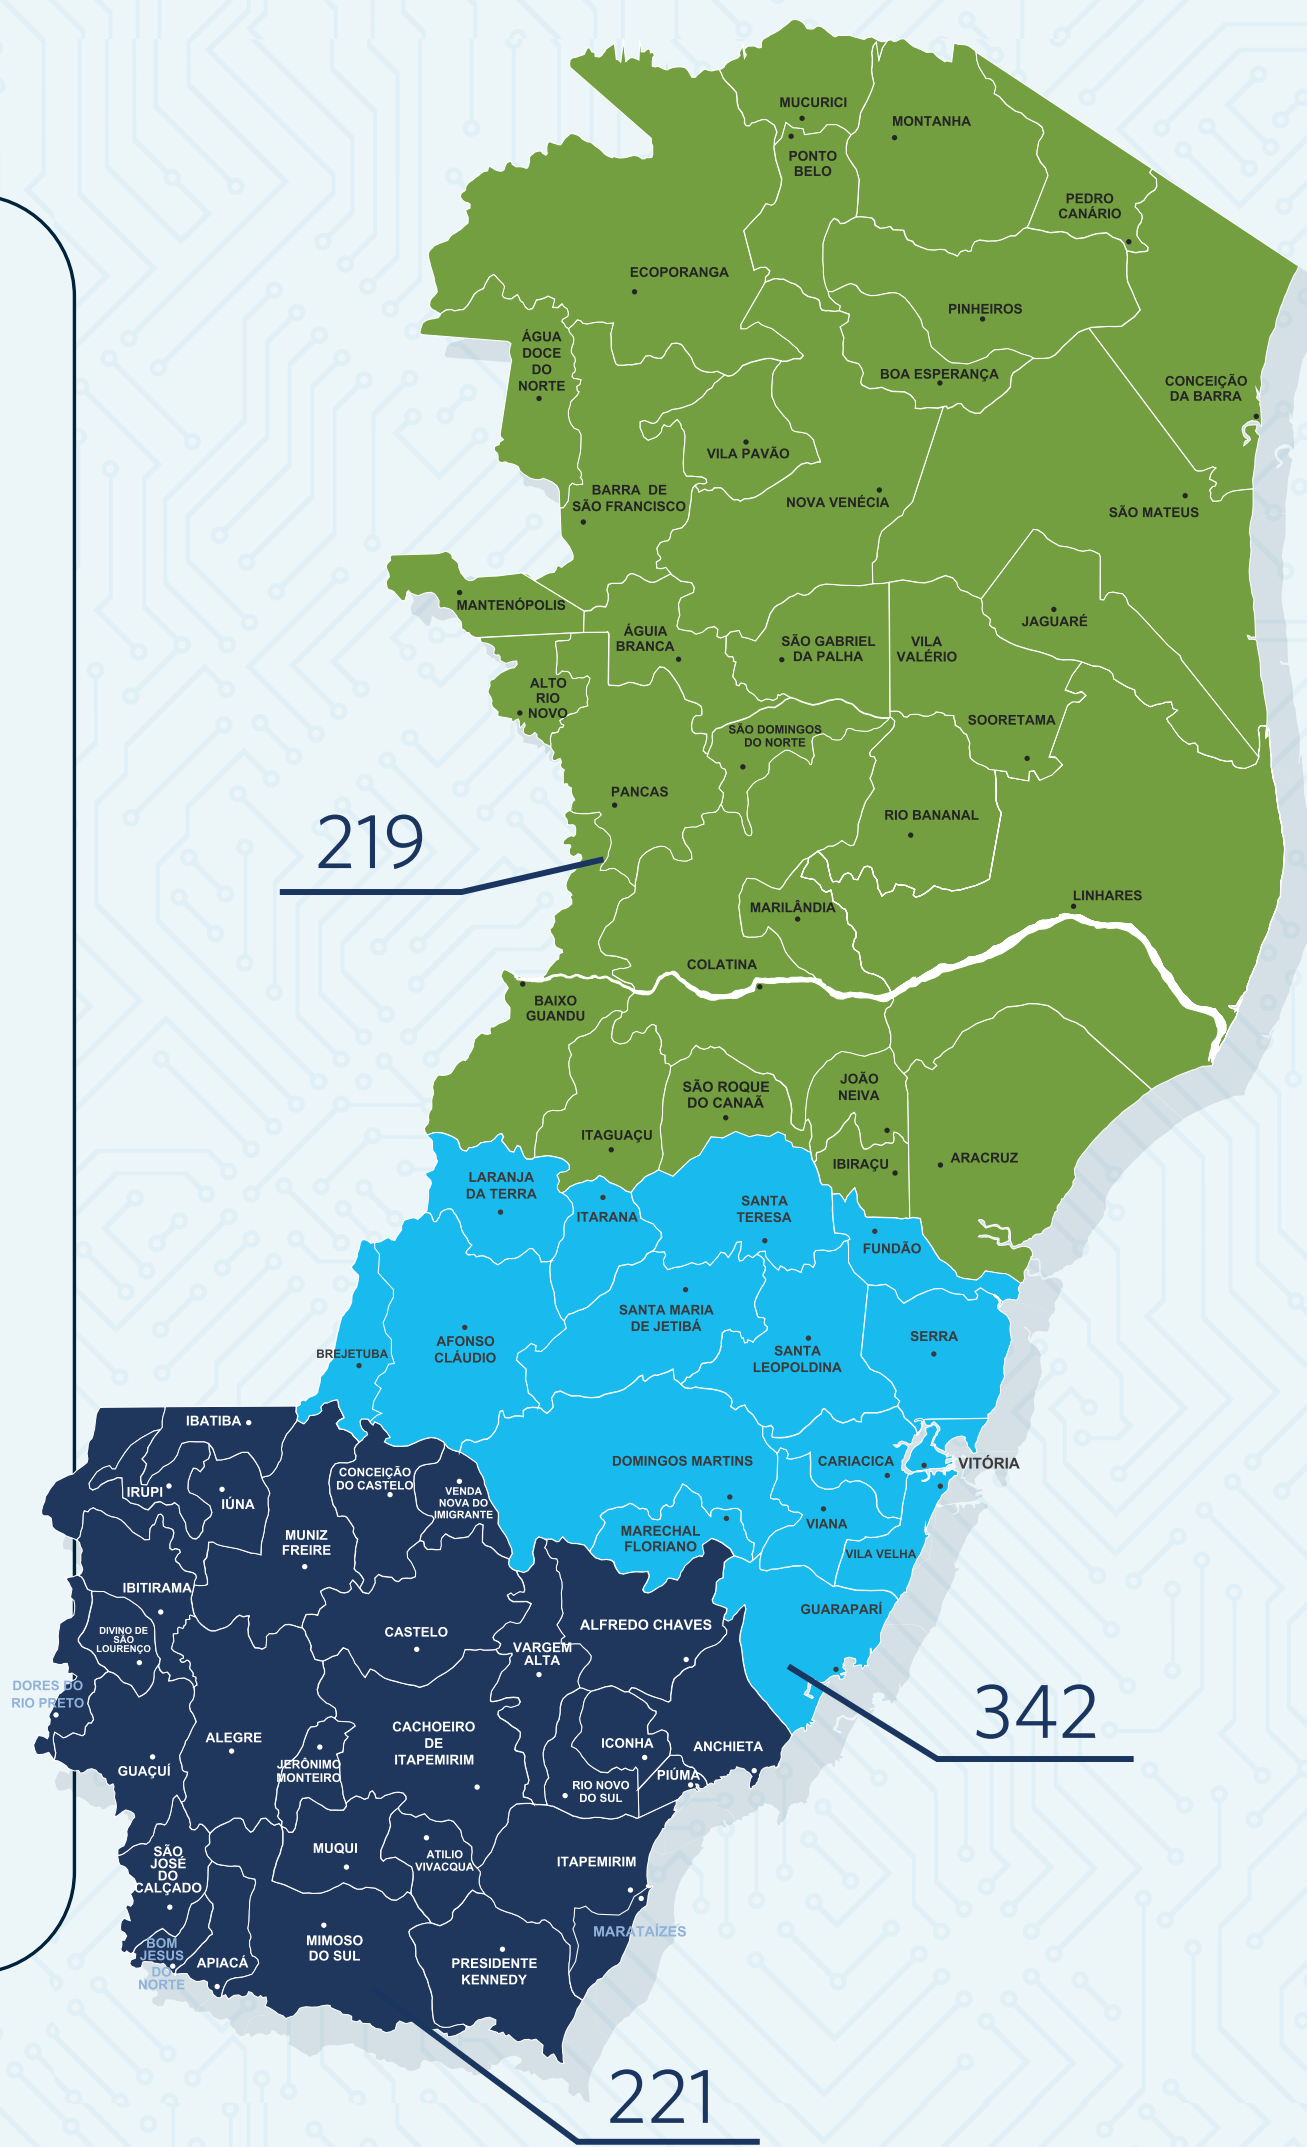 MUCURICI
MONTANHA
PONTO
BELO
PEDRO
CANÁRIO
ECOPORANGA
PINHEIROS
ÁGUA
DOCE
DO
NORTE
BOA ESPERANÇA
CONCEIÇÃO
DA BARRA
VILA PAVÃO
BARRA DE
SÃO FRANCISCO
NOVA VENÉCIA
SÃO MATEUS
MANTENÓPOLIS
ÁGUIA
BRANCA
SÃO GABRIEL
DA PALHA
VILA
VALÉRIO
JAGUARÉ
ALTO
RIO
NOVO
SOORETAMA
SÃO DOMINGOS
DO NORTE
PANCAS
RIO BANANAL
219
LINHARES
MARILÂNDIA
COLATINA
BAIXO
GUANDU
SÃO ROQUE
DO CANAÃ
JOÃO
NEIVA
ITAGUAÇU
IBIRAÇU
ARACRUZ
LARANJA
DA TERRA
ITARANA
SANTA
TERESA
FUNDÃO
SANTA MARIA
DE JETIBÁ
SERRA
AFONSO
CLÁUDIO
BREJETUBA
SANTA
LEOPOLDINA
IBATIBA
DOMINGOS MARTINS
CARIACICA
VITÓRIA
CONCEIÇÃO
DO CASTELO
VENDA
NOVA DO
IMIGRANTE
IRUPI
IÚNA
MUNIZ
FREIRE
MARECHAL
FLORIANO
VIANA
VILA VELHA
IBITIRAMA
GUARAPARÍ
DIVINO DE
SÃO
LOURENÇO
CASTELO
ALFREDO CHAVES
VARGEM
ALTA
DORES DO
RIO PRETO
342
ALEGRE
CACHOEIRO
DE
ITAPEMIRIM
ICONHA
ANCHIETA
GUAÇUÍ
JERÔNIMO
MONTEIRO
PIÚMA
RIO NOVO
DO SUL
SÃO
JOSÉ
DO
CALÇADO
MUQUI
ATILIO
VIVACQUA
ITAPEMIRIM
MARATAÍZES
BOM
JESUS
DO
NORTE
APIACÁ
MIMOSO
DO SUL
PRESIDENTE
KENNEDY
221